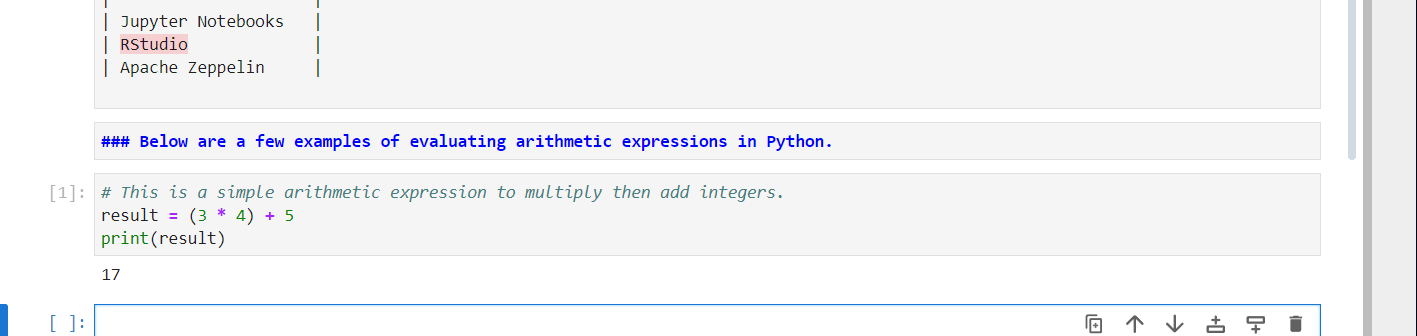 | Jupyter Notebooks |
| RStudio |
| Apache Zeppelin |
### Below are a few examples of evaluating arithmetic expressions in Python.
[1]: # This is a simple arithmetic expression to multiply then add integers.
result = (3 * 4) + 5
print(result)
17
[ ]: